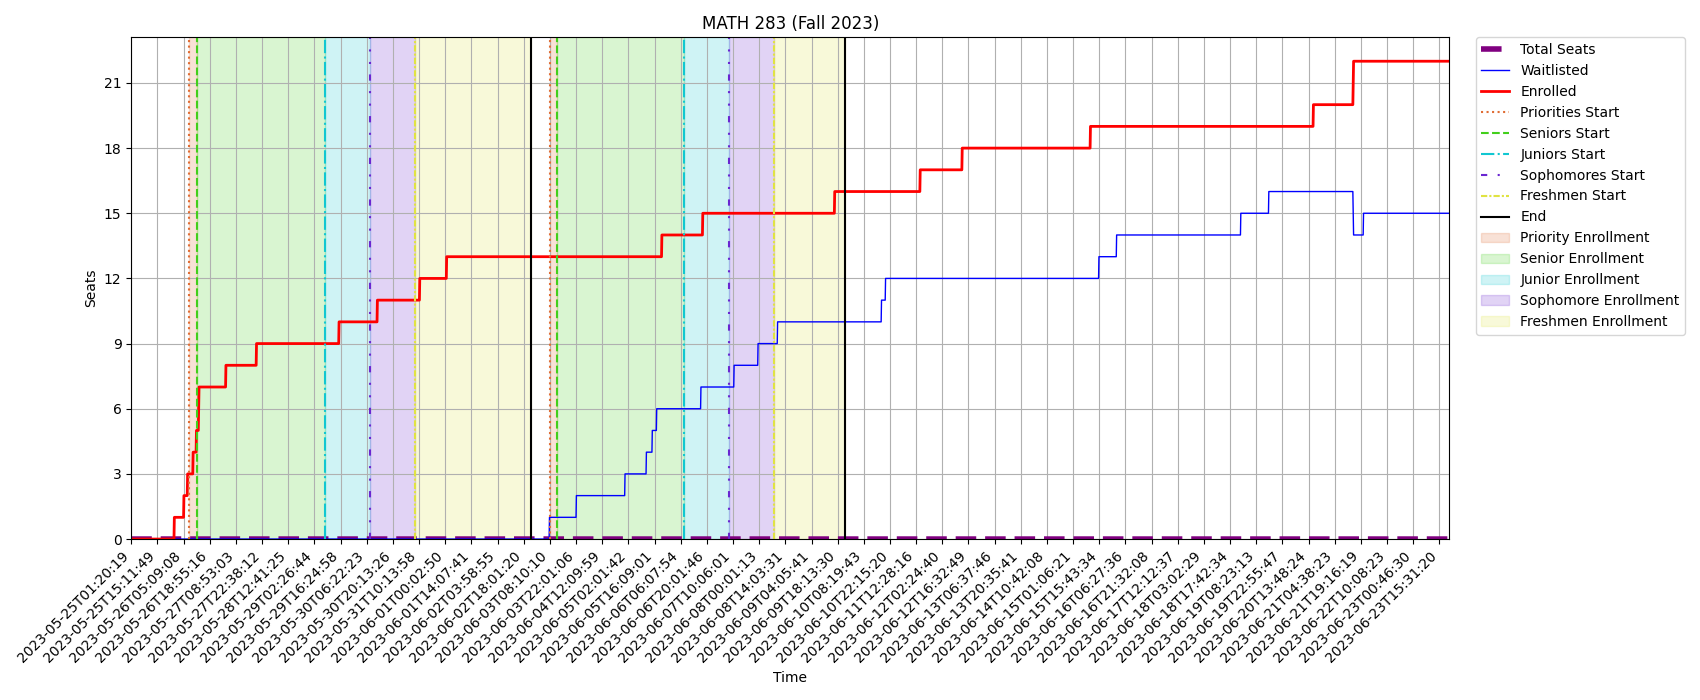 MATH 283 (Fall 2023)
Seats
21
18
15
12
9
6
3
0
2023-05-25T01:20:19
2023-05-25T15:11:49
2023-05-26T05:09:08
2023-05-26T18:55:16
2023-05-27T08:53:03
2023-05-27T22:38:12
2023-05-28T12:41:25
2023-05-29T02:26:44
2023-05-29T16:24:58
2023-05-30T06:22:23
2023-05-30T20:13:26
2023-05-31T10:13:58
2023-06-01T00:02:50
2023-06-01T14:07:41
2023-06-02T03:58:55
2023-06-02T18:01:20
2023-06-03T08:10:10
2023-06-03T22:01:06
2023-06-04T12:09:59
2023-06-05T02:01:42
2023-06-05T16:09:01
2023-06-06T06:07:54
2023-06-06T20:01:46
2023-06-07T10:06:01
2023-06-08T00:01:13
2023-06-08T14:03:31
2023-06-09T04:05:41
2023-06-09T18:13:30
2023-06-10T08:19:43
2023-06-10T22:15:20
2023-06-11T12:28:16
2023-06-12T02:24:40
2023-06-12T16:32:49
2023-06-13T06:37:46
2023-06-13T20:35:41
2023-06-14T10:42:08
2023-06-15T01:06:21
2023-06-15T15:43:34
2023-06-16T06:27:36
2023-06-16T21:32:08
2023-06-17T12:12:37
2023-06-18T03:02:29
2023-06-18T17:42:34
2023-06-19T08:23:13
2023-06-19T22:55:47
2023-06-20T13:48:24
2023-06-21T04:38:23
2023-06-21T19:16:19
2023-06-22T10:08:23
2023-06-23T00:46:30
2023-06-23T15:31:20
Time
Total Seats
Waitlisted
Enrolled
Priorities Start
Seniors Start
Juniors Start
Sophomores Start
Freshmen Start
End
Priority Enrollment
Senior Enrollment
Junior Enrollment
Sophomore Enrollment
Freshmen Enrollment